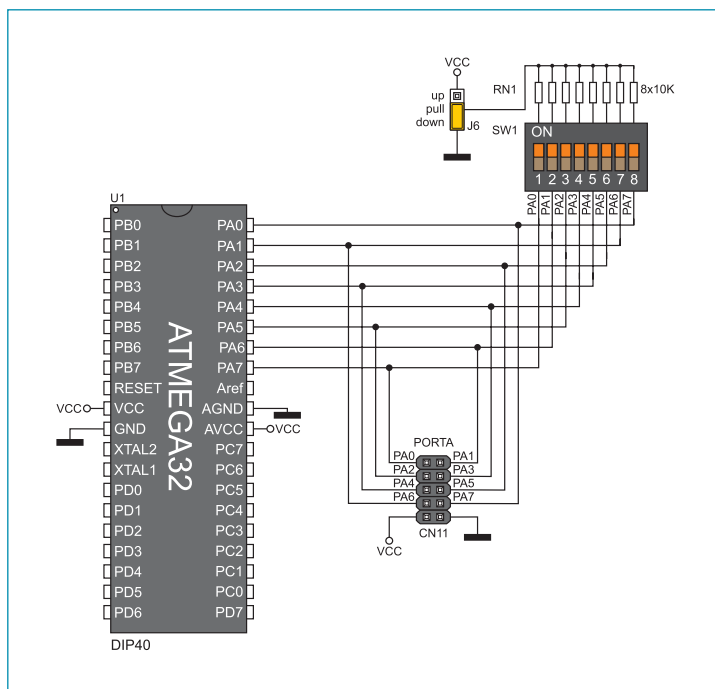 VCC
up
pull
down
J6
RN1
8x10K
SW1
ON
1 2 3 4 5 6 7 8
PA0 PA1 PA2 PA3 PA4 PA5 PA6 PA7
U1
PB0 PA0
PB1 PA1
PB2 PA2
PB3 PA3
PB4 PA4
PB5 PA5
PB6 PA6
PB7 PA7
RESET Aref
VCC VCC AGND
GND AVCC VCC
XTAL2 PC7
XTAL1 PC6
PD0 PC5
PD1 PC4
PD2 PC3
PD3 PC2
PD4 PC1
PD5 PC0
PD6 PD7
ATMEGA32
DIP40
PORTA
PA0 PA1
PA2 PA3
PA4 PA5
PA6 PA7
CN11
VCC